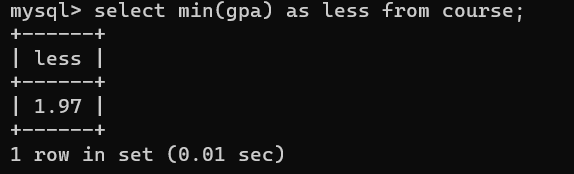 mysql> select min(gpa) as less from course;
+------+
| less |
+------+
| 1.97 |
+------+
1 row in set (0.01 sec)